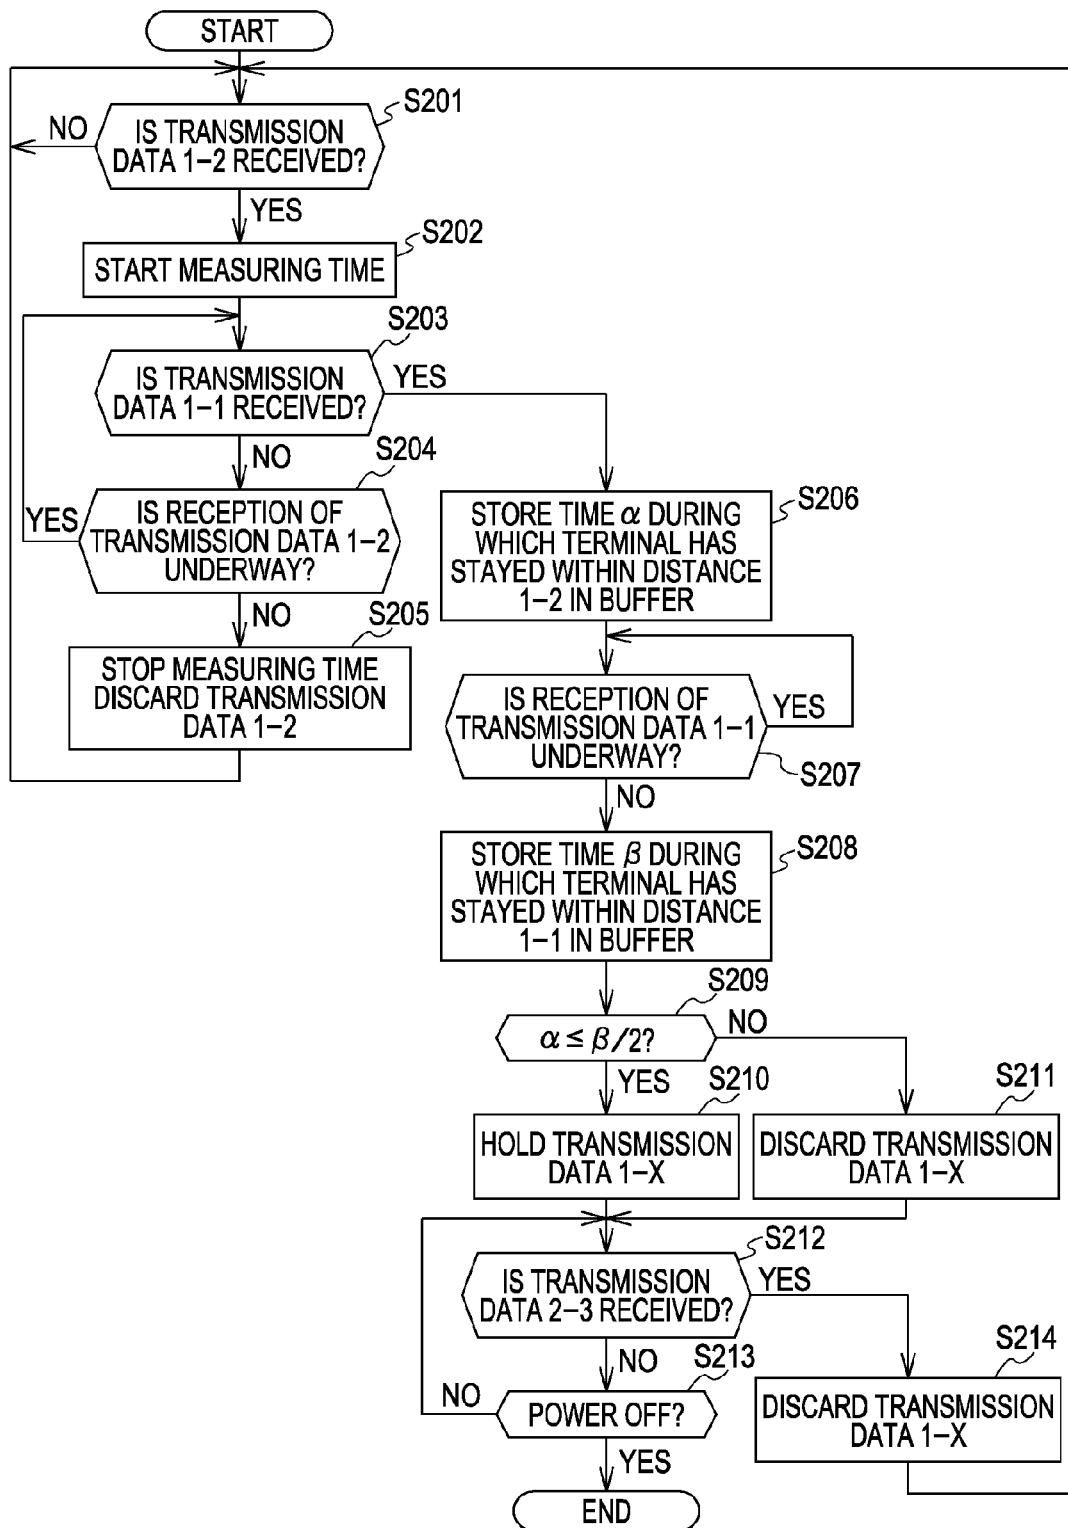 START
S201
IS TRANSMISSION
DATA 1-2 RECEIVED?
NO
YES
S202
START MEASURING TIME
S203
IS TRANSMISSION
DATA 1-1 RECEIVED?
YES
NO
S204
IS RECEPTION OF
TRANSMISSION DATA 1-2
UNDERWAY?
YES
NO
S205
STOP MEASURING TIME
DISCARD TRANSMISSION
DATA 1-2
S206
STORE TIME α DURING
WHICH TERMINAL HAS
STAYED WITHIN DISTANCE
1-2 IN BUFFER
IS RECEPTION OF
TRANSMISSION DATA 1-1
UNDERWAY?
YES
S207
NO
S208
STORE TIME β DURING
WHICH TERMINAL HAS
STAYED WITHIN DISTANCE
1-1 IN BUFFER
S209
α ≤ β/2?
NO
YES
S210
HOLD TRANSMISSION
DATA 1-X
S211
DISCARD TRANSMISSION
DATA 1-X
S212
IS TRANSMISSION
DATA 2-3 RECEIVED?
YES
NO
S213
POWER OFF?
NO
YES
S214
DISCARD TRANSMISSION
DATA 1-X
END